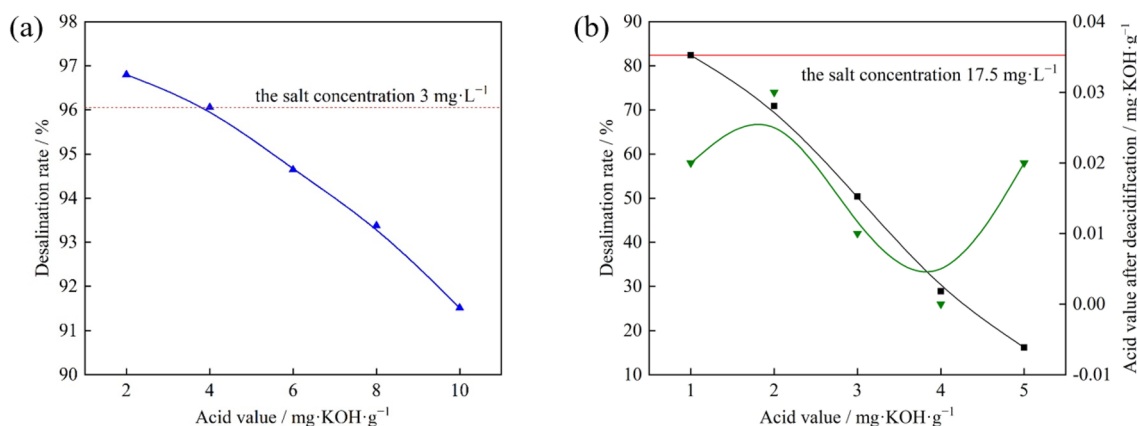 (a)
98
97
96
95
94
93
92
91
90
Desalination rate / %
the salt concentration 3 mg·L⁻¹
2 4 6 8 10
Acid value / mg·KOH·g⁻¹
(b)
90
80
70
60
50
40
30
20
10
Desalination rate / %
the salt concentration 17.5 mg·L⁻¹
1 2 3 4 5
Acid value / mg·KOH·g⁻¹
0.04
0.03
0.02
0.01
0.00
-0.01
Acid value after deacidification / mg·KOH·g⁻¹